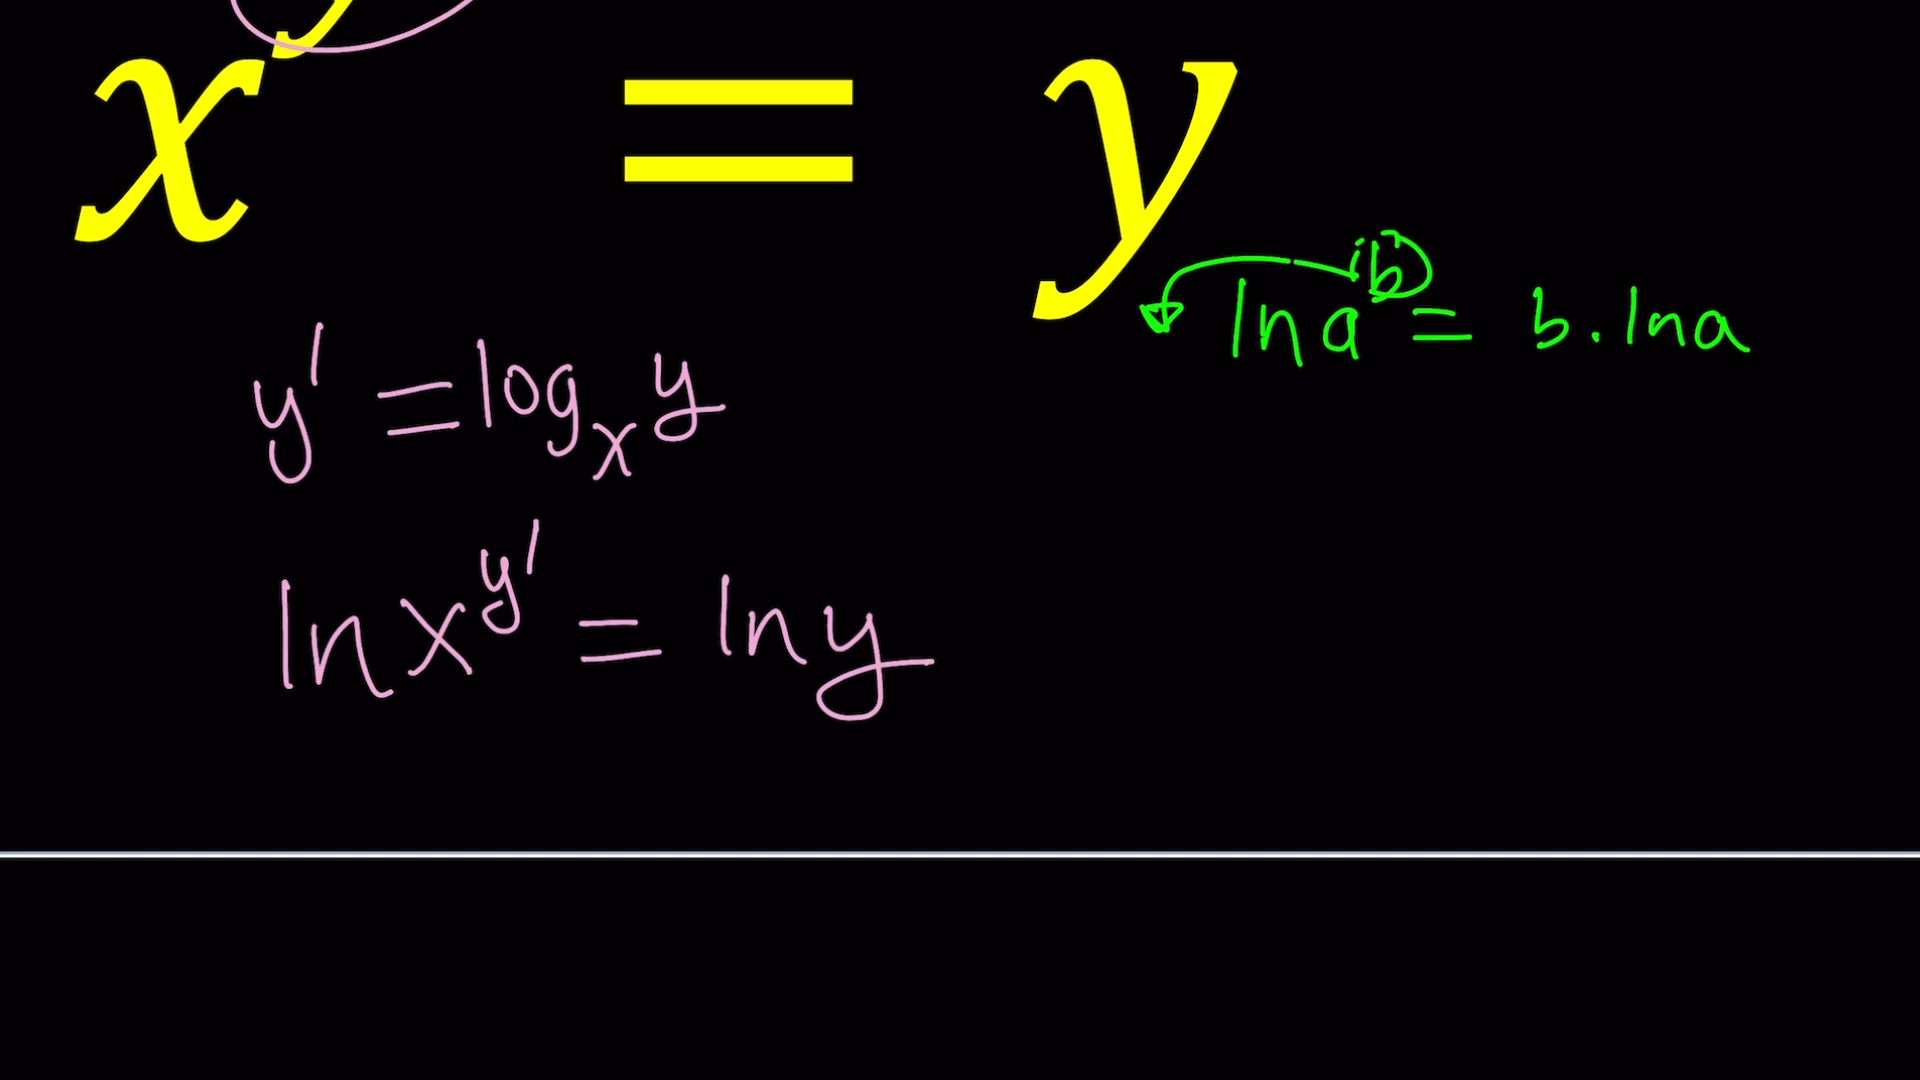 x^y = y
ln a^b = b . ln a
y' = log_x y
ln x^y' = ln y